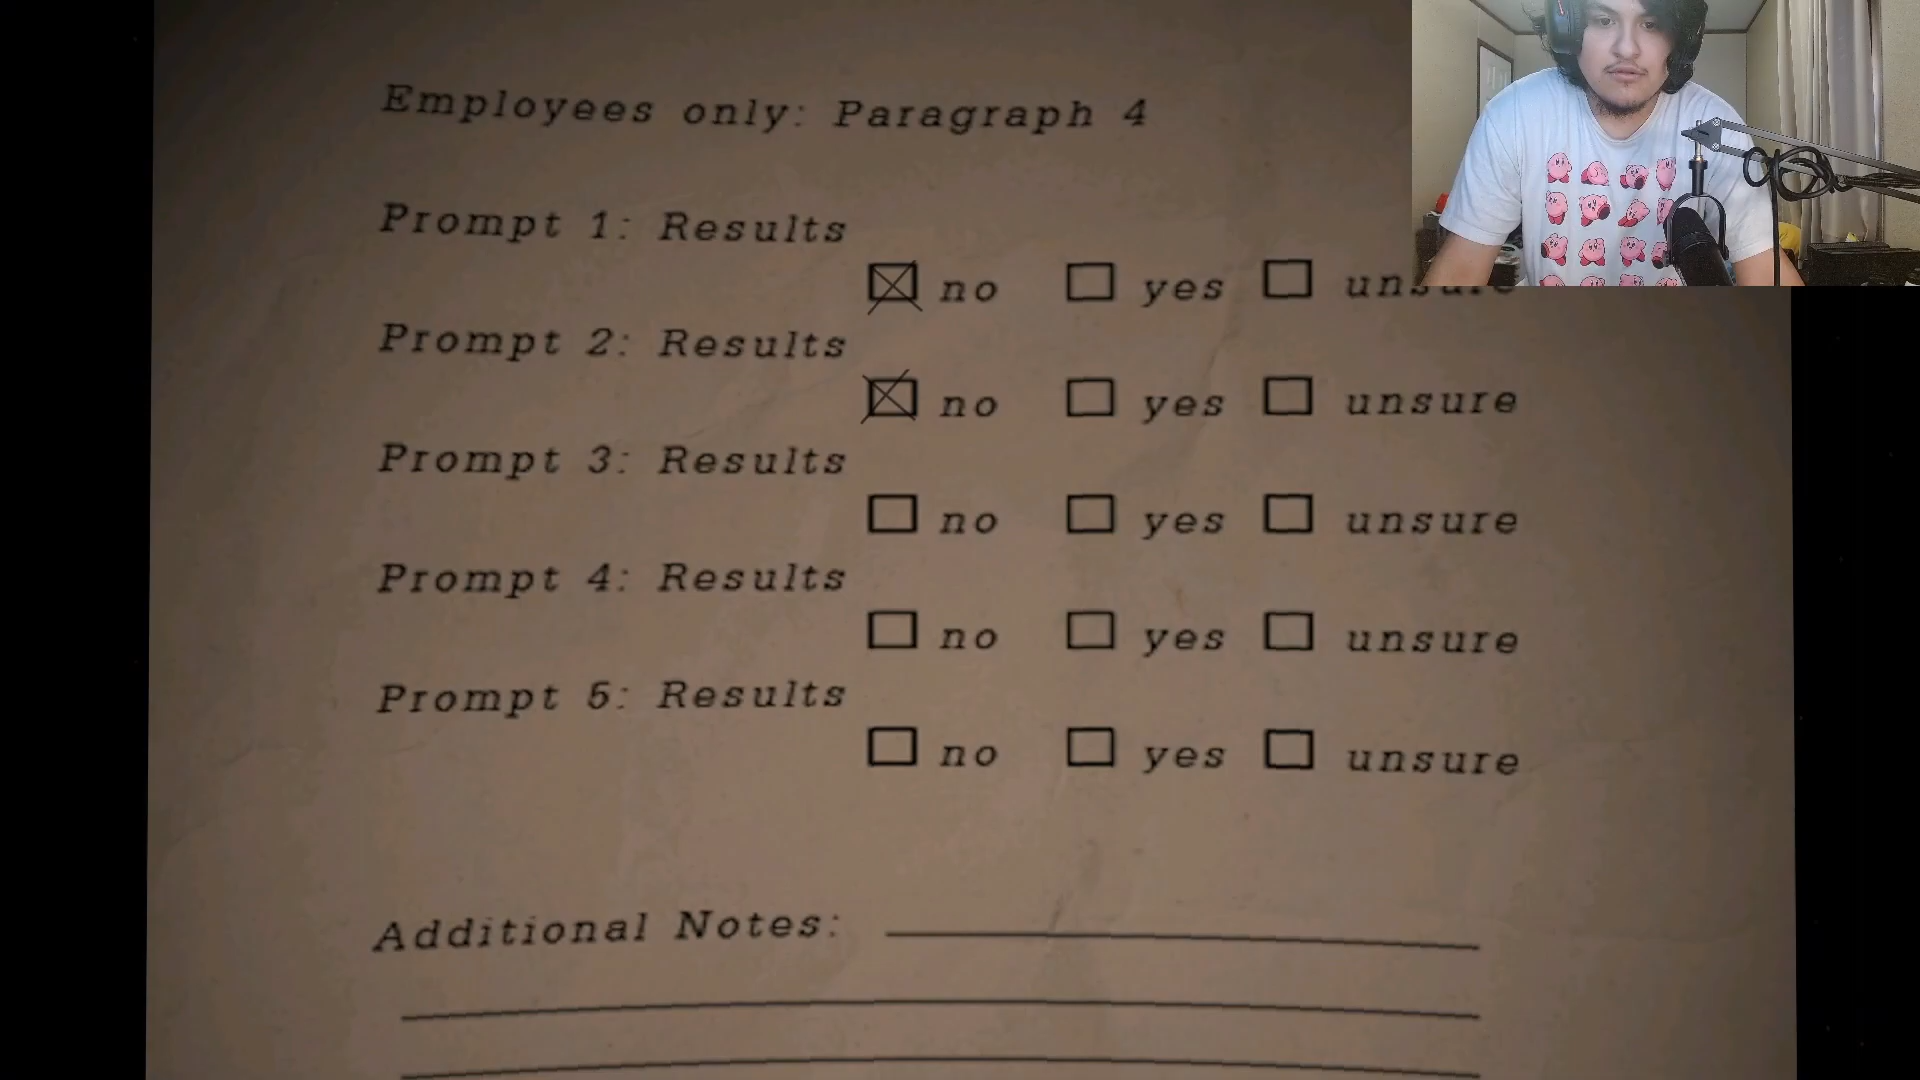 Employees only: Paragraph 4
Prompt 1: Results
no yes unsure
Prompt 2: Results
no yes unsure
Prompt 3: Results
no yes unsure
Prompt 4: Results
no yes unsure
Prompt 5: Results
no yes unsure
Additional Notes: